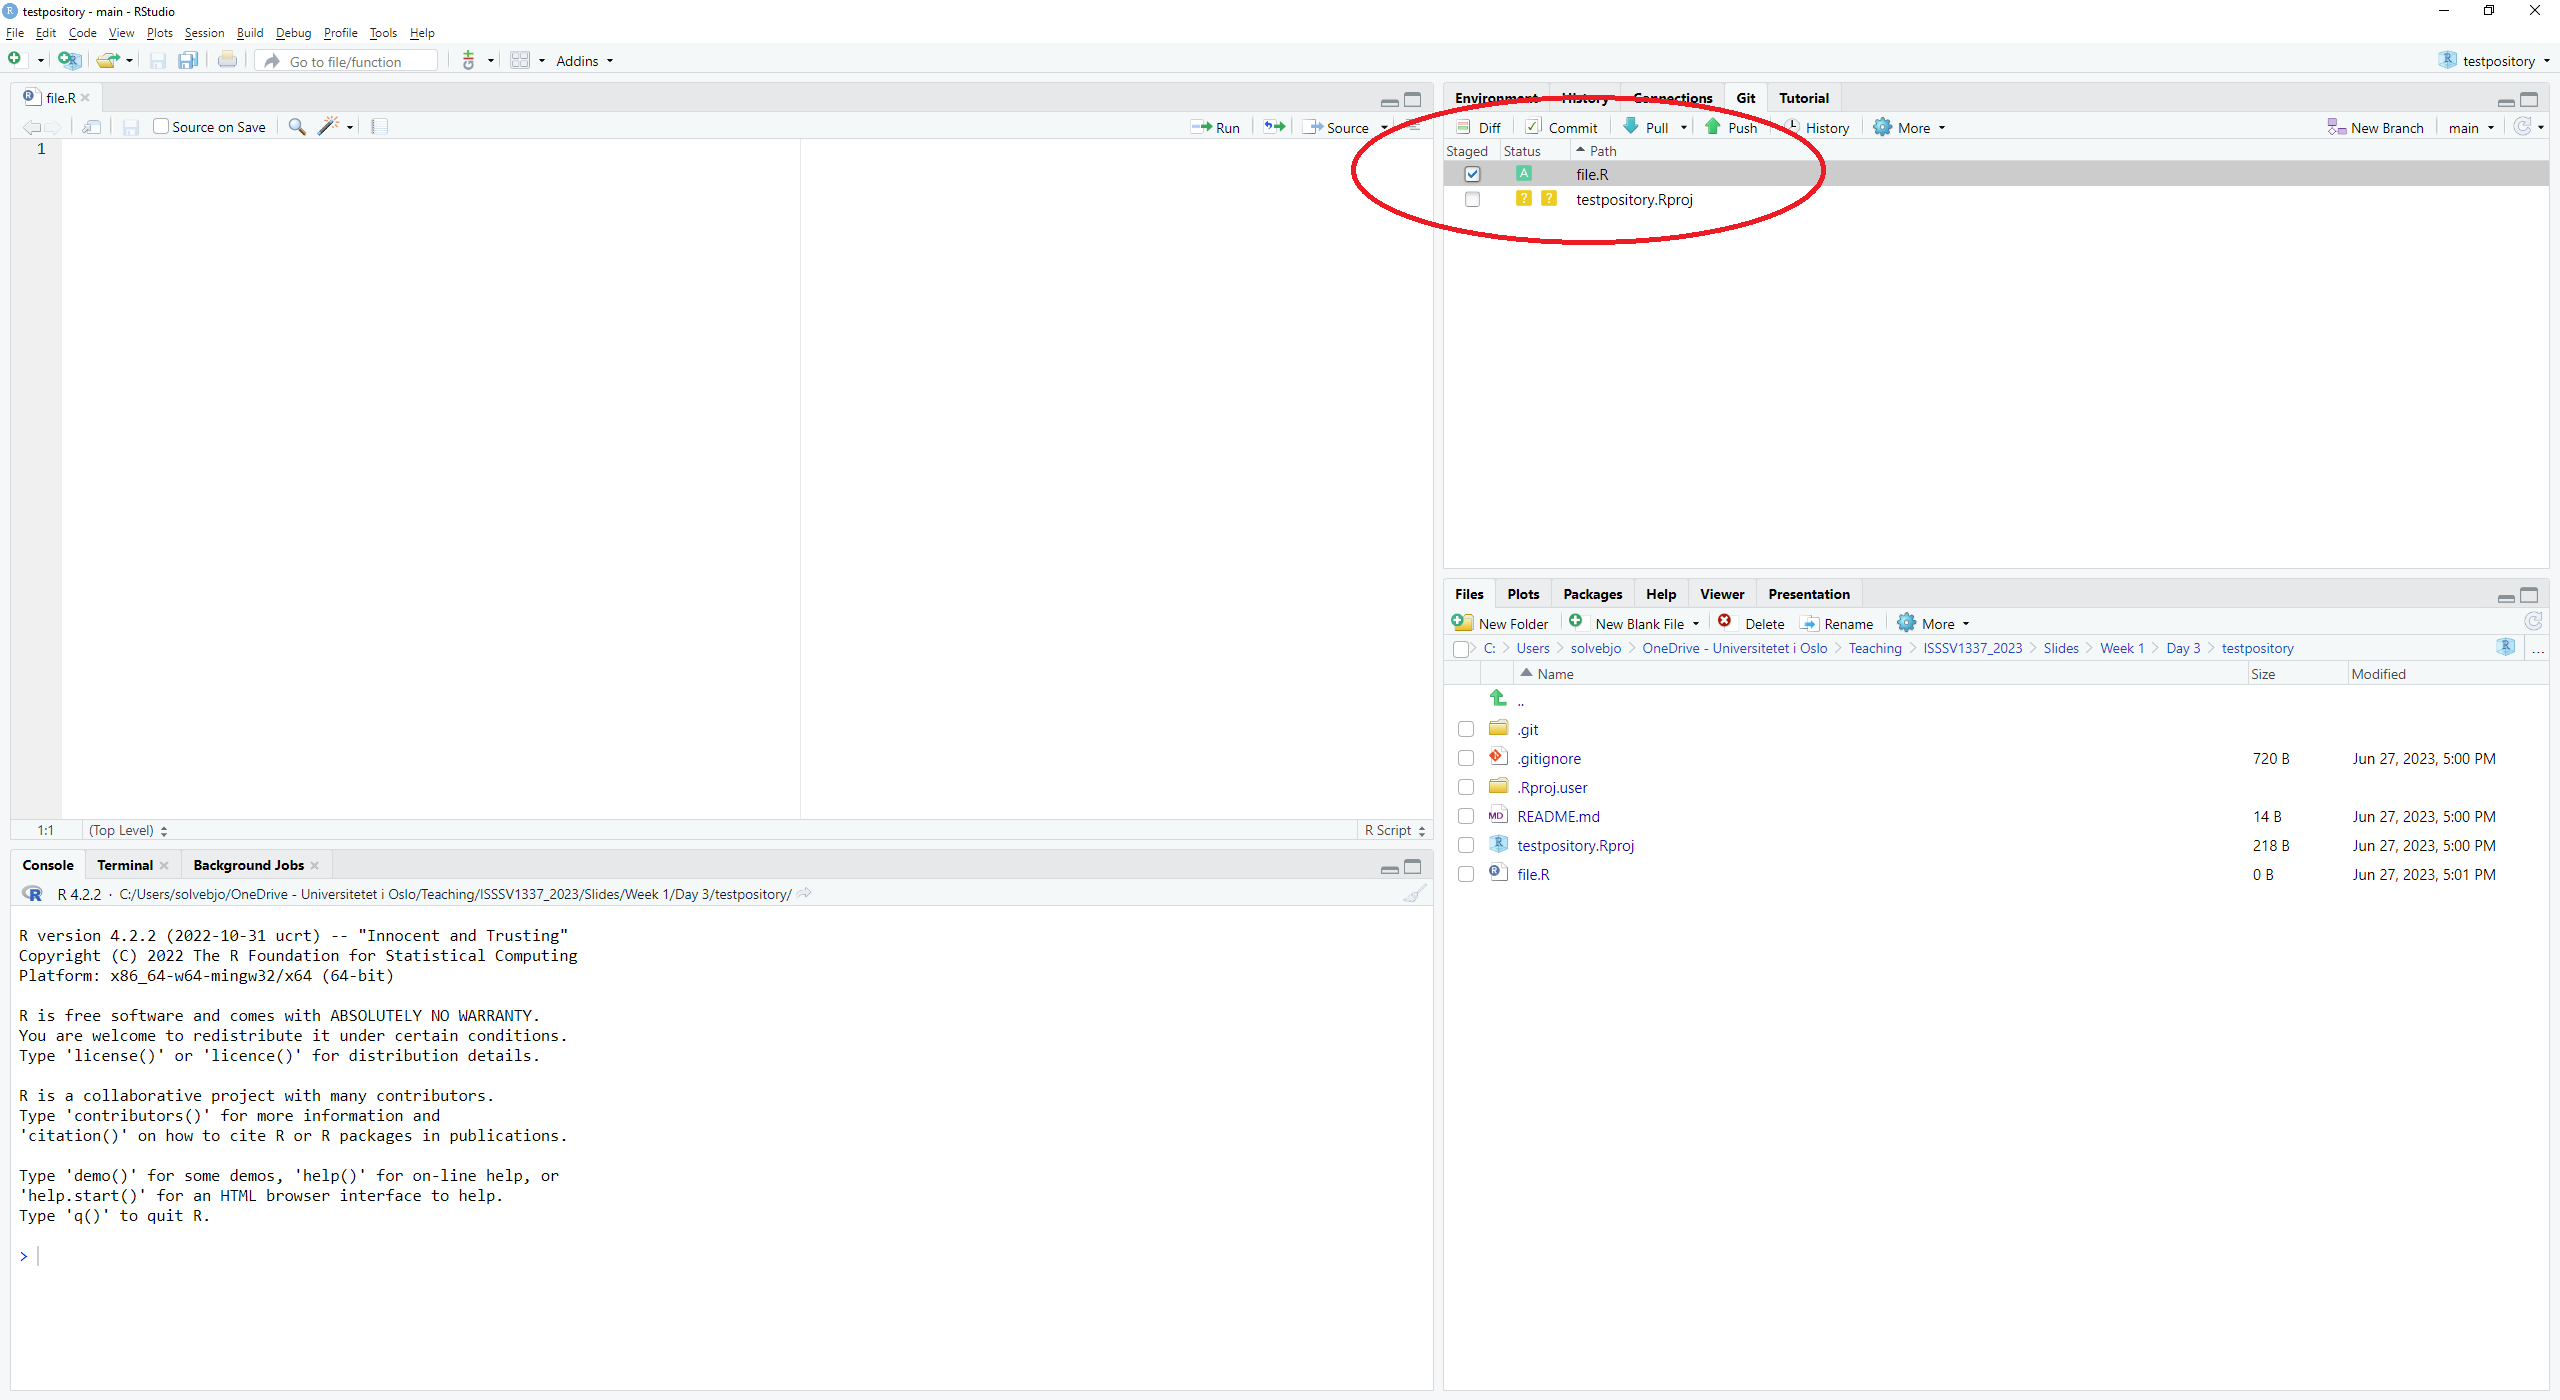 testpository - main - RStudio
File Edit Code View Plots Session Build Debug Profile Tools Help
Go to file/function Addins testpository
file.R
Source on Save Run Source
1
1:1 (Top Level) R Script
Console Terminal Background Jobs
R 4.2.2 · C:/Users/solvebjo/OneDrive - Universitetet i Oslo/Teaching/ISSSV1337_2023/Slides/Week 1/Day 3/testpository/
R version 4.2.2 (2022-10-31 ucrt) -- "Innocent and Trusting"
Copyright (C) 2022 The R Foundation for Statistical Computing
Platform: x86_64-w64-mingw32/x64 (64-bit)
R is free software and comes with ABSOLUTELY NO WARRANTY.
You are welcome to redistribute it under certain conditions.
Type 'license()' or 'licence()' for distribution details.
R is a collaborative project with many contributors.
Type 'contributors()' for more information and
'citation()' on how to cite R or R packages in publications.
Type 'demo()' for some demos, 'help()' for on-line help, or
'help.start()' for an HTML browser interface to help.
Type 'q()' to quit R.
>
Environment History Connections Git Tutorial
Diff Commit Pull Push History More New Branch main
Staged Status Path
A file.R
? ? testpository.Rproj
Files Plots Packages Help Viewer Presentation
New Folder New Blank File Delete Rename More
C: Users solvebjo OneDrive - Universitetet i Oslo Teaching ISSSV1337_2023 Slides Week 1 Day 3 testpository ...
Name Size Modified
..
.git
.gitignore 720 B Jun 27, 2023, 5:00 PM
.Rproj.user
README.md 14 B Jun 27, 2023, 5:00 PM
testpository.Rproj 218 B Jun 27, 2023, 5:00 PM
file.R 0 B Jun 27, 2023, 5:01 PM